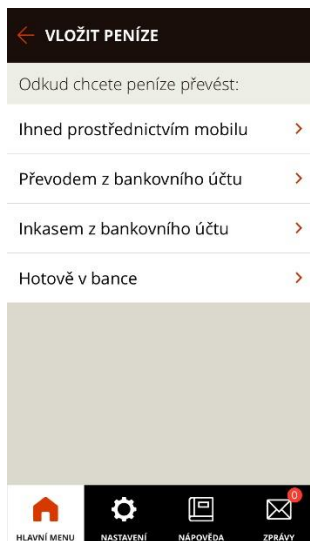 VLOŽIT PENÍZE
Odkud chcete peníze převést:
Ihned prostřednictvím mobilu
Převodem z bankovního účtu
Inkasem z bankovního účtu
Hotově v bance
0
HLAVNÍ MENU NASTAVENÍ NÁPOVĚDA ZPRÁVY